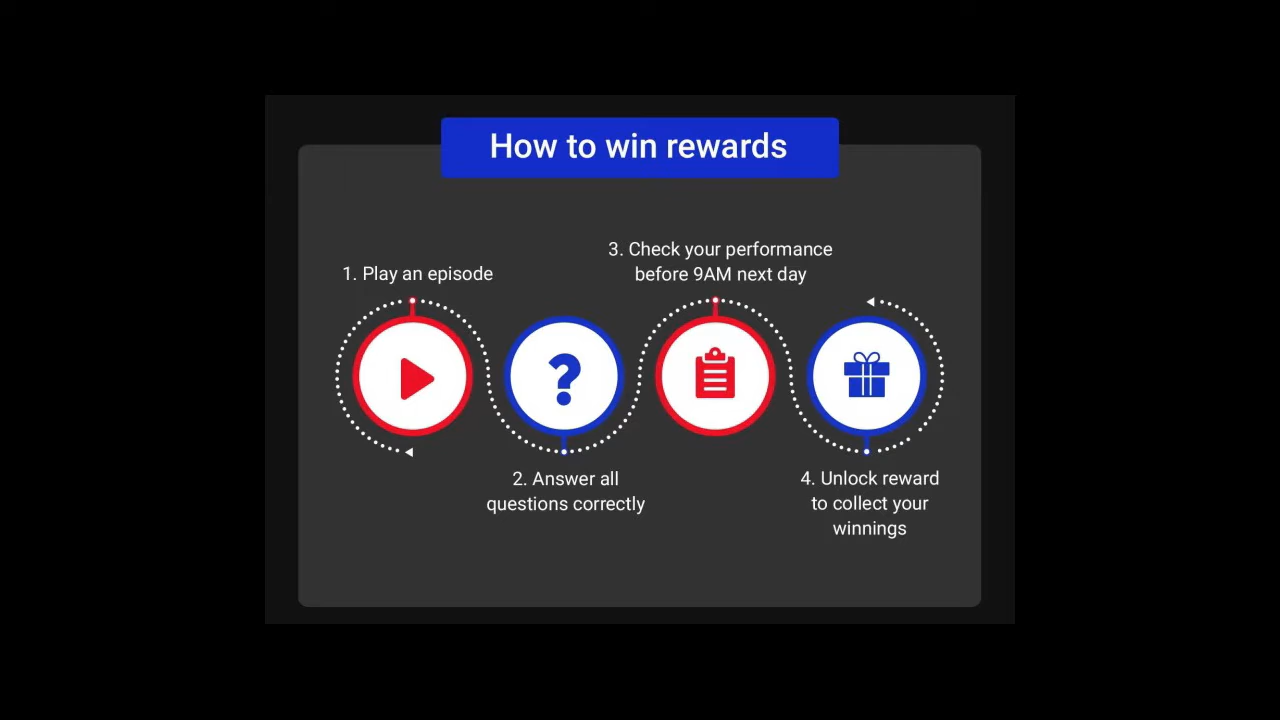 How to win rewards
1. Play an episode
2. Answer all
questions correctly
3. Check your performance
before 9AM next day
4. Unlock reward
to collect your
winnings